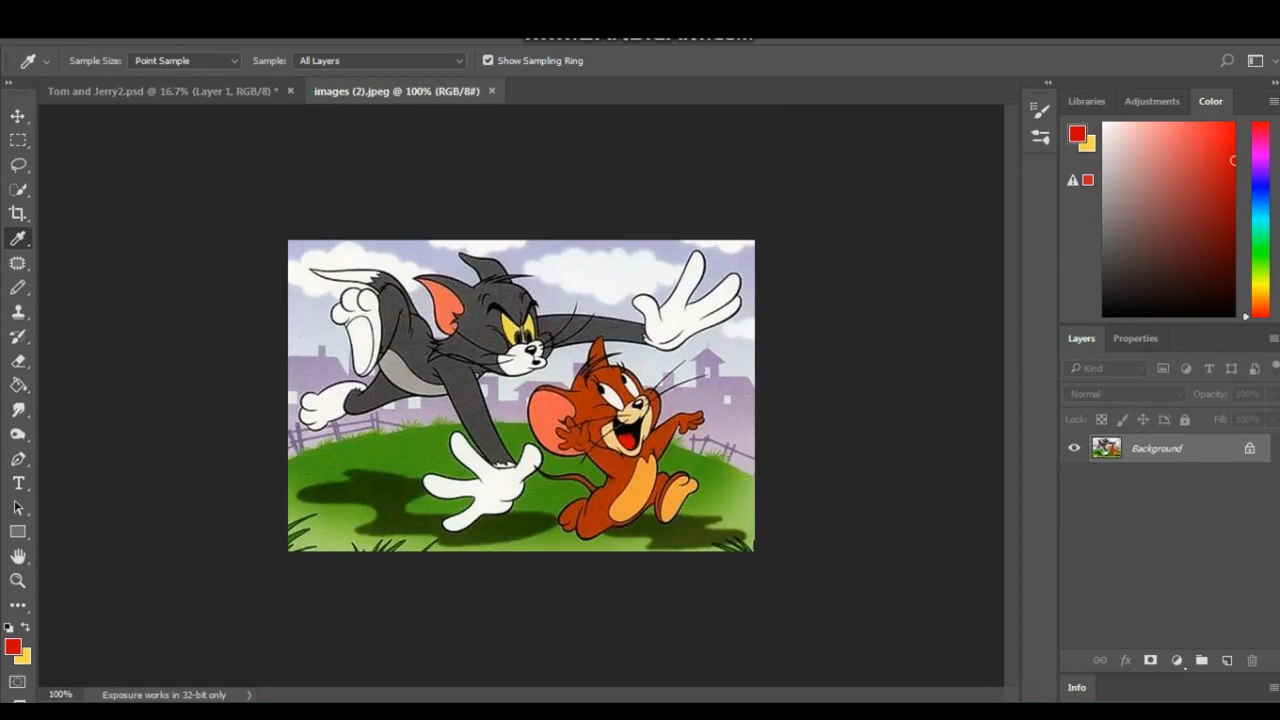 Sample Size: Point Sample Sample: All Layers Show Sampling Ring
Tom and Jerry2.psd @ 16.7% (Layer 1, RGB/8) * images (2).jpeg @ 100% (RGB/8#)
Libraries Adjustments Color
Layers Properties
Kind
Normal Opacity: 100%
Lock: Fill: 100%
Background
Info
100% Exposure works in 32-bit only